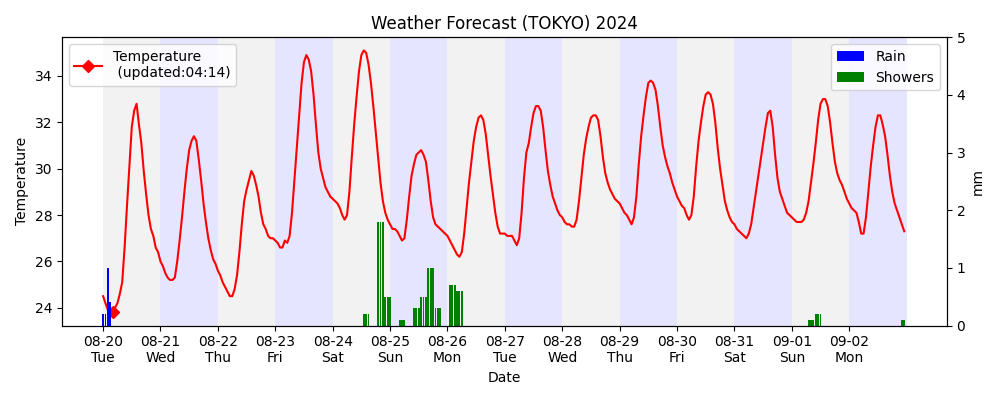 Weather Forecast (TOKYO) 2024
Temperature
(updated:04:14)
Rain
Showers
Temperature
34
32
30
28
26
24
5
4
3
2
1
0
mm
08-20 08-21 08-22 08-23 08-24 08-25 08-26 08-27 08-28 08-29 08-30 08-31 09-01 09-02
Tue Wed Thu Fri Sat Sun Mon Tue Wed Thu Fri Sat Sun Mon
Date